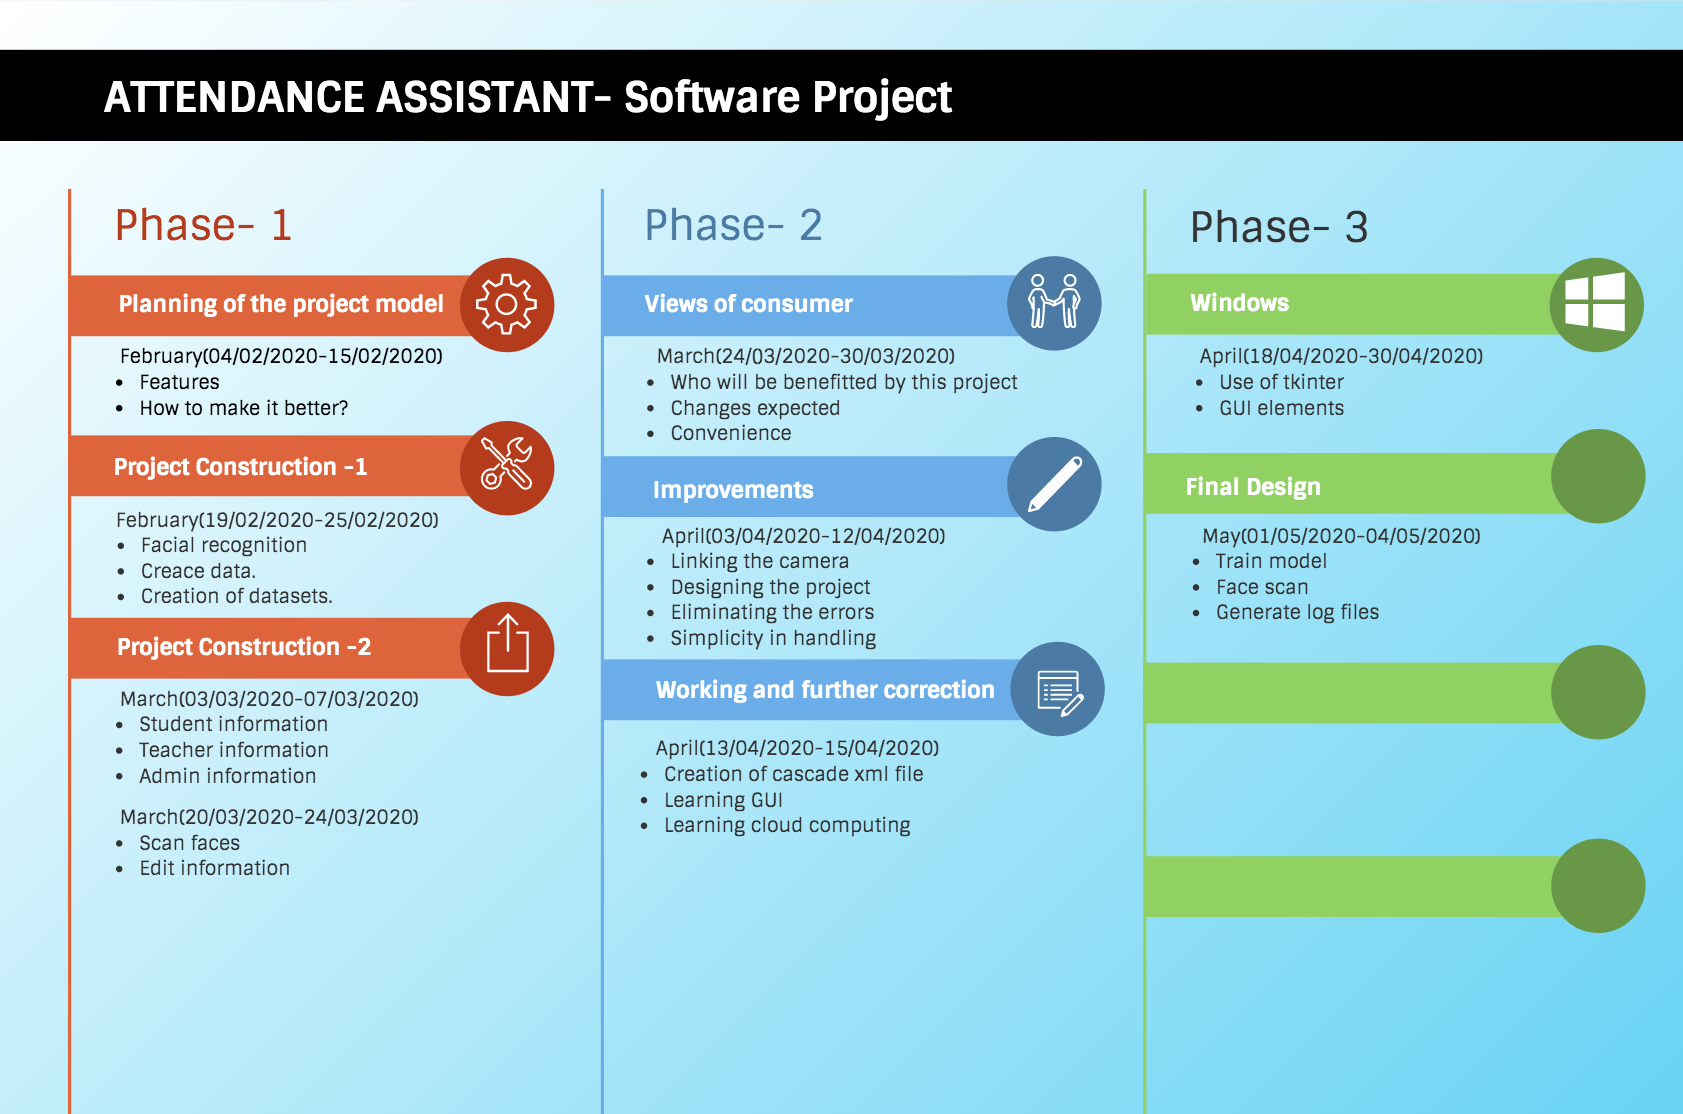 ATTENDANCE ASSISTANT- Software Project
Phase- 1
Planning of the project model
February(04/02/2020-15/02/2020)
• Features
• How to make it better?
Project Construction -1
February(19/02/2020-25/02/2020)
• Facial recognition
• Creace data.
• Creation of datasets.
Project Construction -2
March(03/03/2020-07/03/2020)
• Student information
• Teacher information
• Admin information
March(20/03/2020-24/03/2020)
• Scan faces
• Edit information
Phase- 2
Views of consumer
March(24/03/2020-30/03/2020)
• Who will be benefitted by this project
• Changes expected
• Convenience
Improvements
April(03/04/2020-12/04/2020)
• Linking the camera
• Designing the project
• Eliminating the errors
• Simplicity in handling
Working and further correction
April(13/04/2020-15/04/2020)
• Creation of cascade xml file
• Learning GUI
• Learning cloud computing
Phase- 3
Windows
April(18/04/2020-30/04/2020)
• Use of tkinter
• GUI elements
Final Design
May(01/05/2020-04/05/2020)
• Train model
• Face scan
• Generate log files